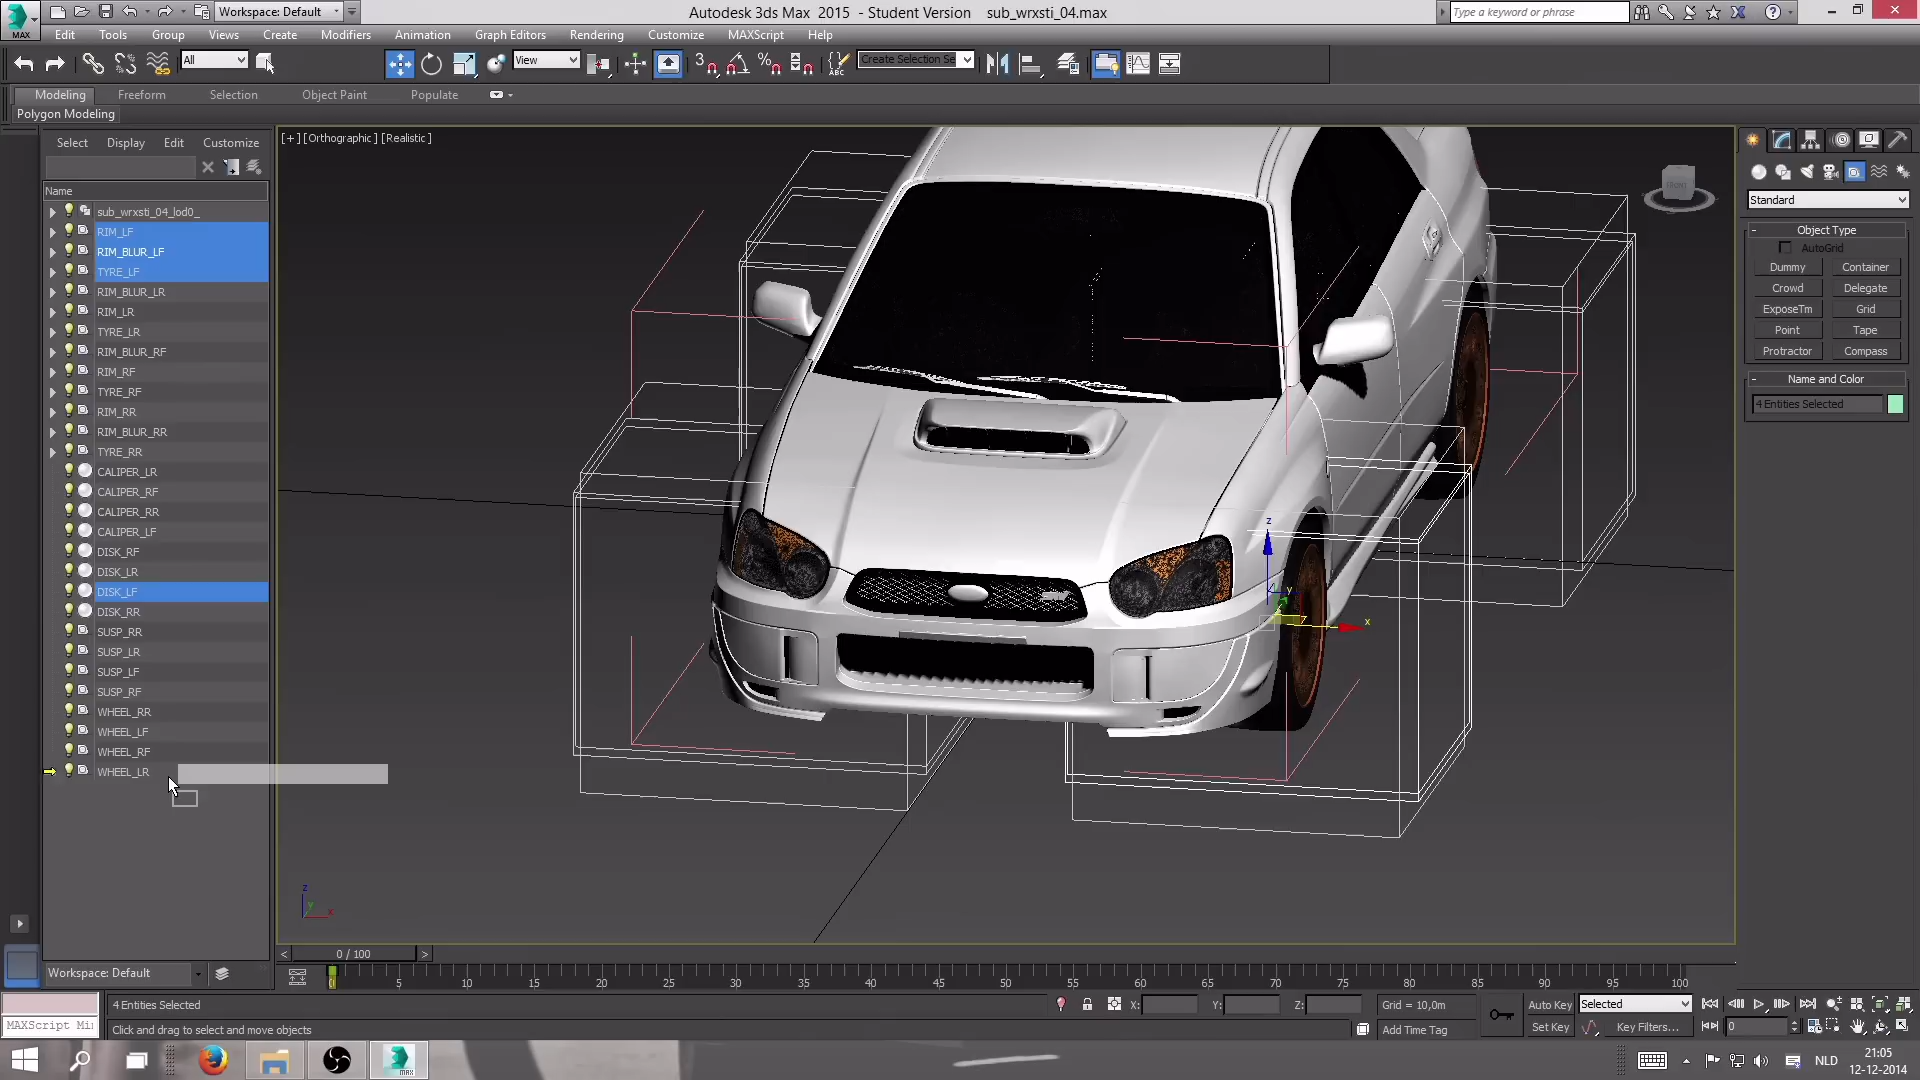 Workspace: Default
Autodesk 3ds Max 2015 - Student Version sub_wrxsti_04.max
Type a keyword or phrase
MAX
Edit Tools Group Views Create Modifiers Animation Graph Editors Rendering Customize MAXScript Help
All
View
3
ABC
Create Selection Se
Modeling Freeform Selection Object Paint Populate
Polygon Modeling
Select Display Edit Customize
[+][Orthographic][Realistic]
Name
sub_wrxsti_04_lod0_
RIM_LF
RIM_BLUR_LF
TYRE_LF
RIM_BLUR_LR
RIM_LR
TYRE_LR
RIM_BLUR_RF
RIM_RF
TYRE_RF
RIM_RR
RIM_BLUR_RR
TYRE_RR
CALIPER_LR
CALIPER_RF
CALIPER_RR
CALIPER_LF
DISK_RF
DISK_LR
DISK_LF
DISK_RR
SUSP_RR
SUSP_LR
SUSP_LF
SUSP_RF
WHEEL_RR
WHEEL_LF
WHEEL_RF
WHEEL_LR
z
y
x
z
y
x
Standard
Object Type
AutoGrid
Dummy Container
Crowd Delegate
ExposeTm Grid
Point Tape
Protractor Compass
Name and Color
4 Entities Selected
0 / 100
Workspace: Default
0 5 10 15 20 25 30 35 40 45 50 55 60 65 70 75 80 85 90 95 100
4 Entities Selected
X: Y: Z: Grid = 10,0m
Auto Key Selected
MAXScript Mi
Click and drag to select and move objects
Add Time Tag
Set Key Key Filters...
0
MAX
NLD
21:05
12-12-2014